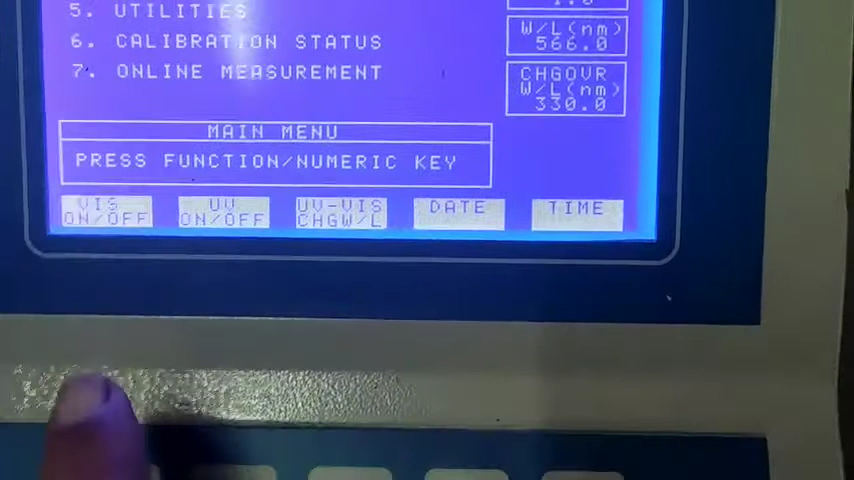 5. UTILITIES
6. CALIBRATION STATUS
7. ONLINE MEASUREMENT
W/L(nm)
566.0
CHGOVR
W/L(nm)
330.0
MAIN MENU
PRESS FUNCTION/NUMERIC KEY
VIS ON/OFF
UV ON/OFF
UV-VIS CHGW/L
DATE
TIME